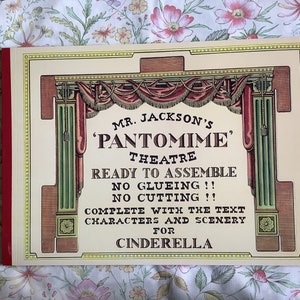 MR. JACKSON'S
'PANTOMIME'
THEATRE
READY TO ASSEMBLE
NO GLUEING !!
NO CUTTING !!
COMPLETE WITH THE TEXT
CHARACTERS AND SCENERY
FOR
CINDERELLA